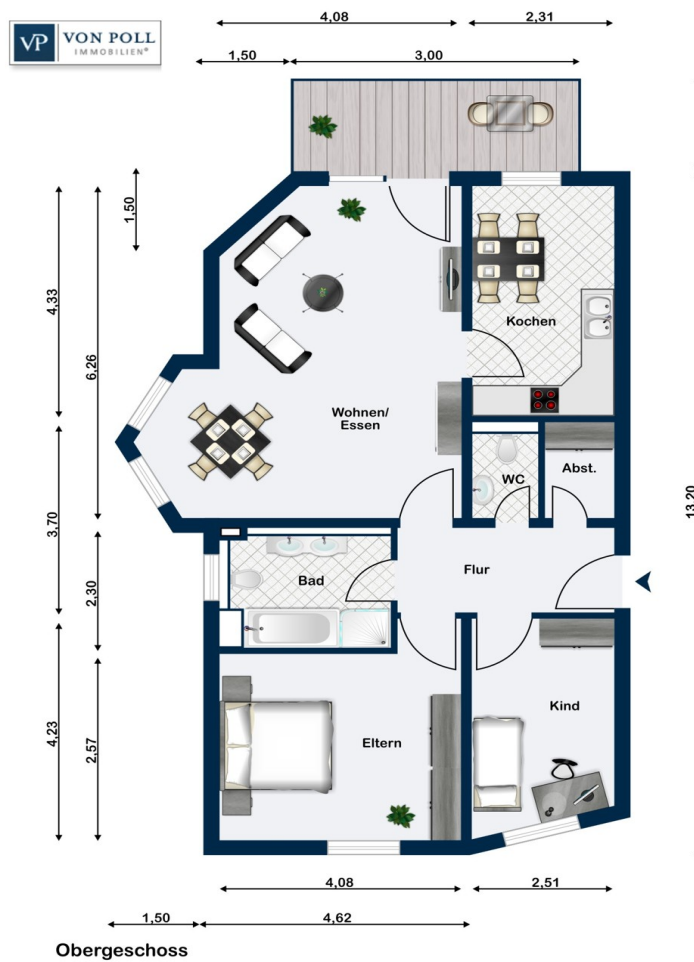 VP VON POLL
IMMOBILIEN®
4,08
2,31
1,50
3,00
1,50
4,33
6,26
Kochen
Wohnen/
Essen
WC
Abst.
13,20
3,70
2,30
Bad
Flur
4,23
2,57
Eltern
Kind
4,08
2,51
1,50
4,62
Obergeschoss